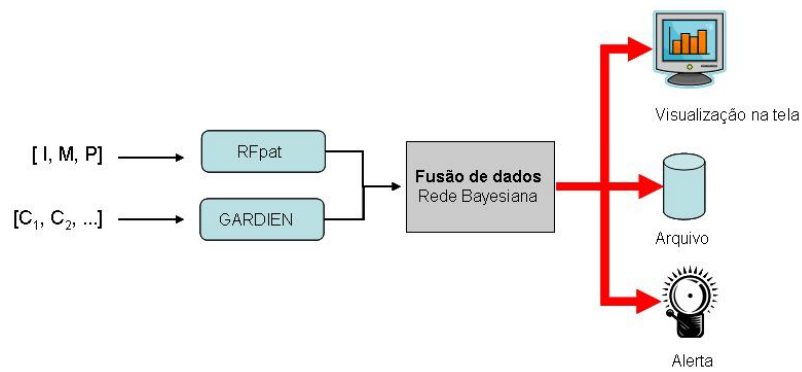 [ I, M, P]
RFpat
[C₁, C₂, ...]
GARDIEN
Fusão de dados
Rede Bayesiana
Visualização na tela
Arquivo
Alerta